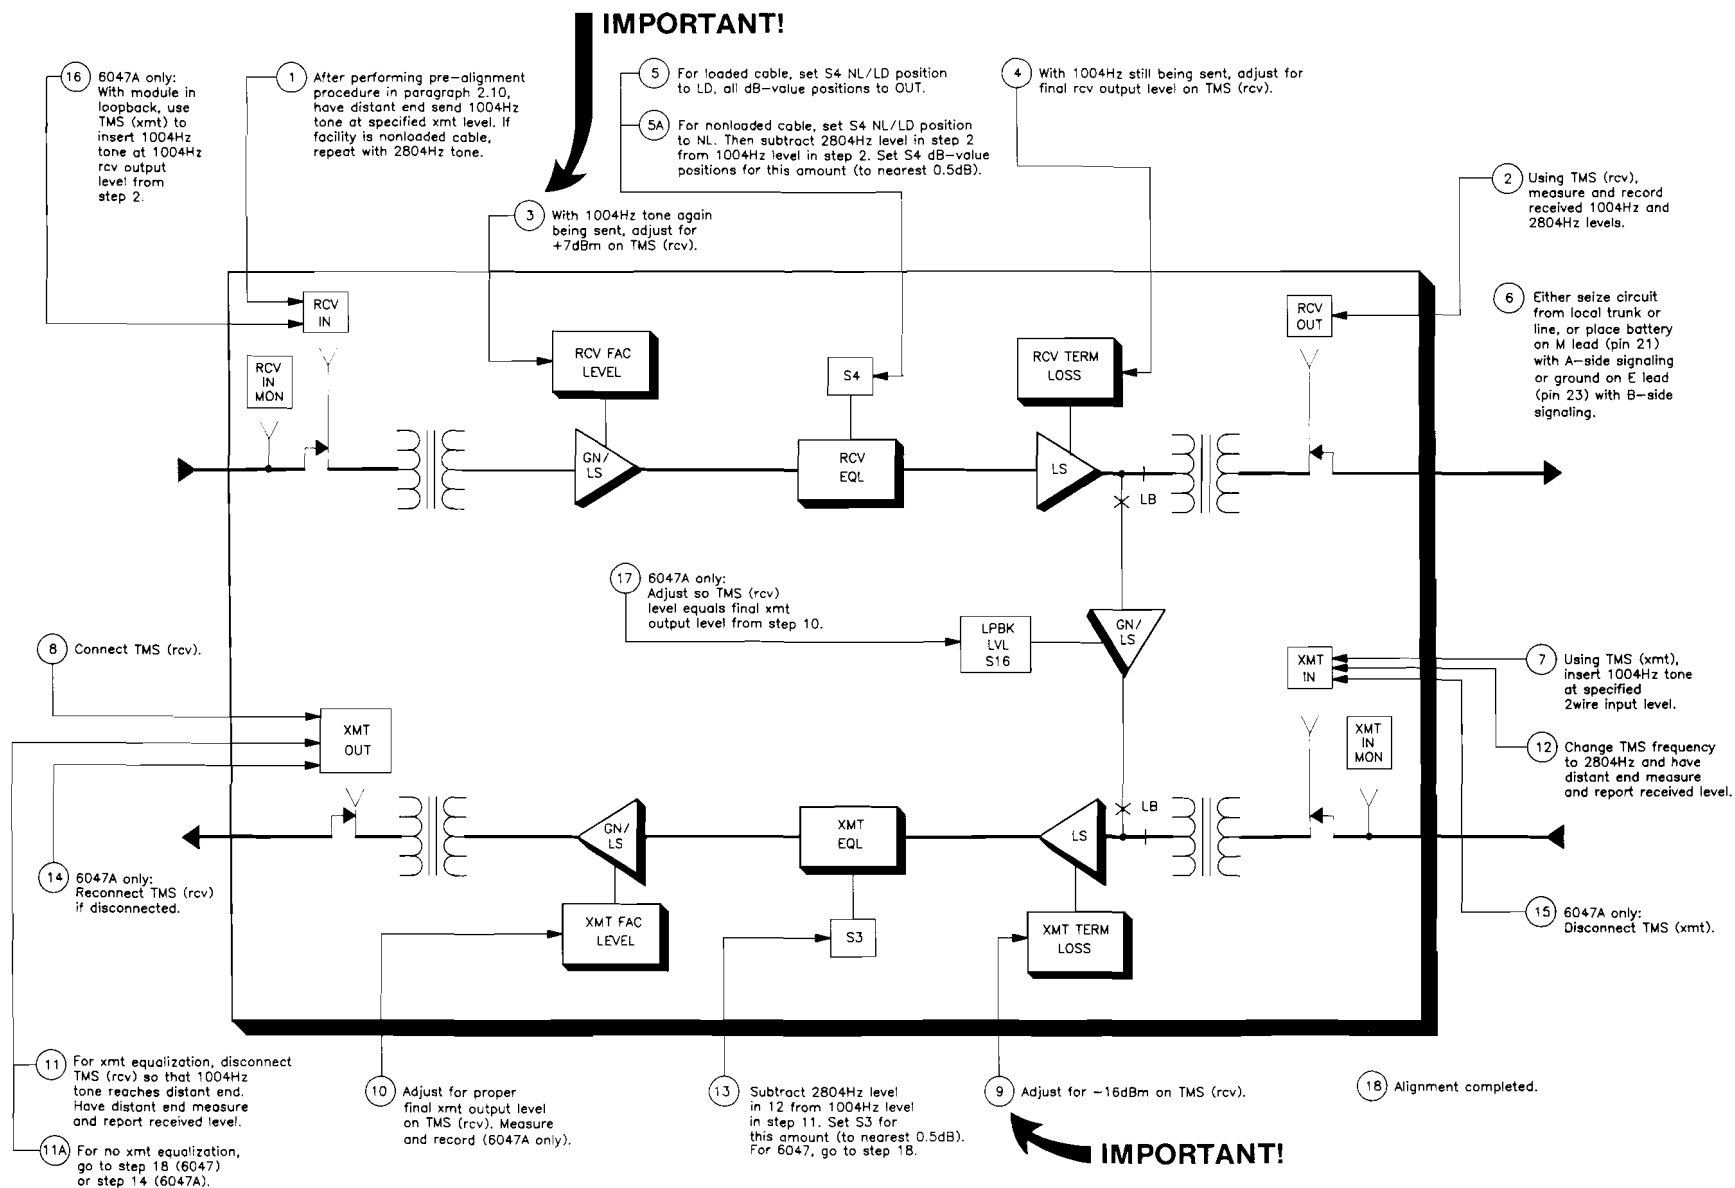 IMPORTANT!
16
6047A only:
With module in
loopback, use
TMS (xmt) to
insert 1004Hz
tone at 1004Hz
rcv output
level from
step 2.
1
After performing pre-alignment
procedure in paragraph 2.10,
have distant end send 1004Hz
tone at specified xmt level. If
facility is nonloaded cable,
repeat with 2804Hz tone.
5
For loaded cable, set S4 NL/LD position
to LD, all dB-value positions to OUT.
5A
For nonloaded cable, set S4 NL/LD position
to NL. Then subtract 2804Hz level in step 2
from 1004Hz level in step 2. Set S4 dB-value
positions for this amount (to nearest 0.5dB).
4
With 1004Hz still being sent, adjust for
final rcv output level on TMS (rcv).
2
Using TMS (rcv),
measure and record
received 1004Hz and
2804Hz levels.
3
With 1004Hz tone again
being sent, adjust for
+7dBm on TMS (rcv).
6
Either seize circuit
from local trunk or
line, or place battery
on M lead (pin 21)
with A-side signaling
or ground on E lead
(pin 23) with B-side
signaling.
RCV
IN
RCV
IN
MON
RCV FAC
LEVEL
S4
RCV TERM
LOSS
RCV
OUT
GN/
LS
RCV
EQL
LS
LB
17
6047A only:
Adjust so TMS (rcv)
level equals final xmt
output level from step 10.
LPBK
LVL
S16
GN/
LS
8
Connect TMS (rcv).
XMT
OUT
XMT
IN
XMT
IN
MON
7
Using TMS (xmt),
insert 1004Hz tone
at specified
2wire input level.
12
Change TMS frequency
to 2804Hz and have
distant end measure
and report received level.
GN/
LS
XMT
EQL
LS
LB
14
6047A only:
Reconnect TMS (rcv)
if disconnected.
XMT FAC
LEVEL
S3
XMT TERM
LOSS
15
6047A only:
Disconnect TMS (xmt).
11
For xmt equalization, disconnect
TMS (rcv) so that 1004Hz
tone reaches distant end.
Have distant end measure
and report received level.
11A
For no xmt equalization,
go to step 18 (6047)
or step 14 (6047A).
10
Adjust for proper
final xmt output level
on TMS (rcv). Measure
and record (6047A only).
13
Subtract 2804Hz level
in 12 from 1004Hz level
in step 11. Set S3 for
this amount (to nearest 0.5dB).
For 6047, go to step 18.
9
Adjust for -16dBm on TMS (rcv).
IMPORTANT!
18
Alignment completed.